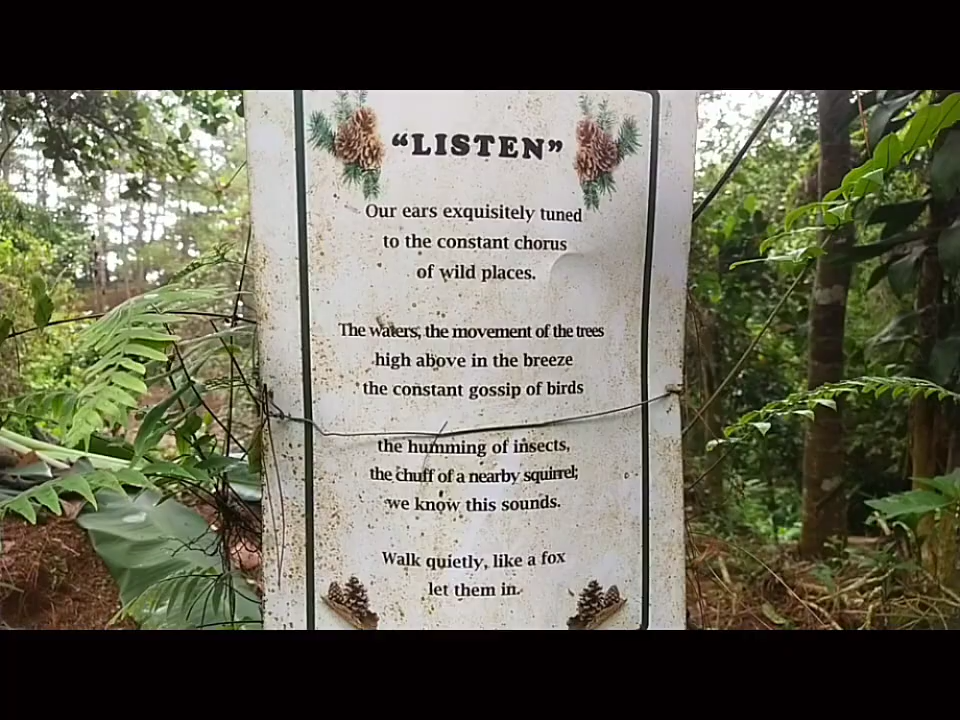 “LISTEN”
Our ears exquisitely tuned
to the constant chorus
of wild places.
The waters, the movement of the trees
high above in the breeze
the constant gossip of birds
the humming of insects,
the chuff of a nearby squirrel;
we know this sounds.
Walk quietly, like a fox
let them in.